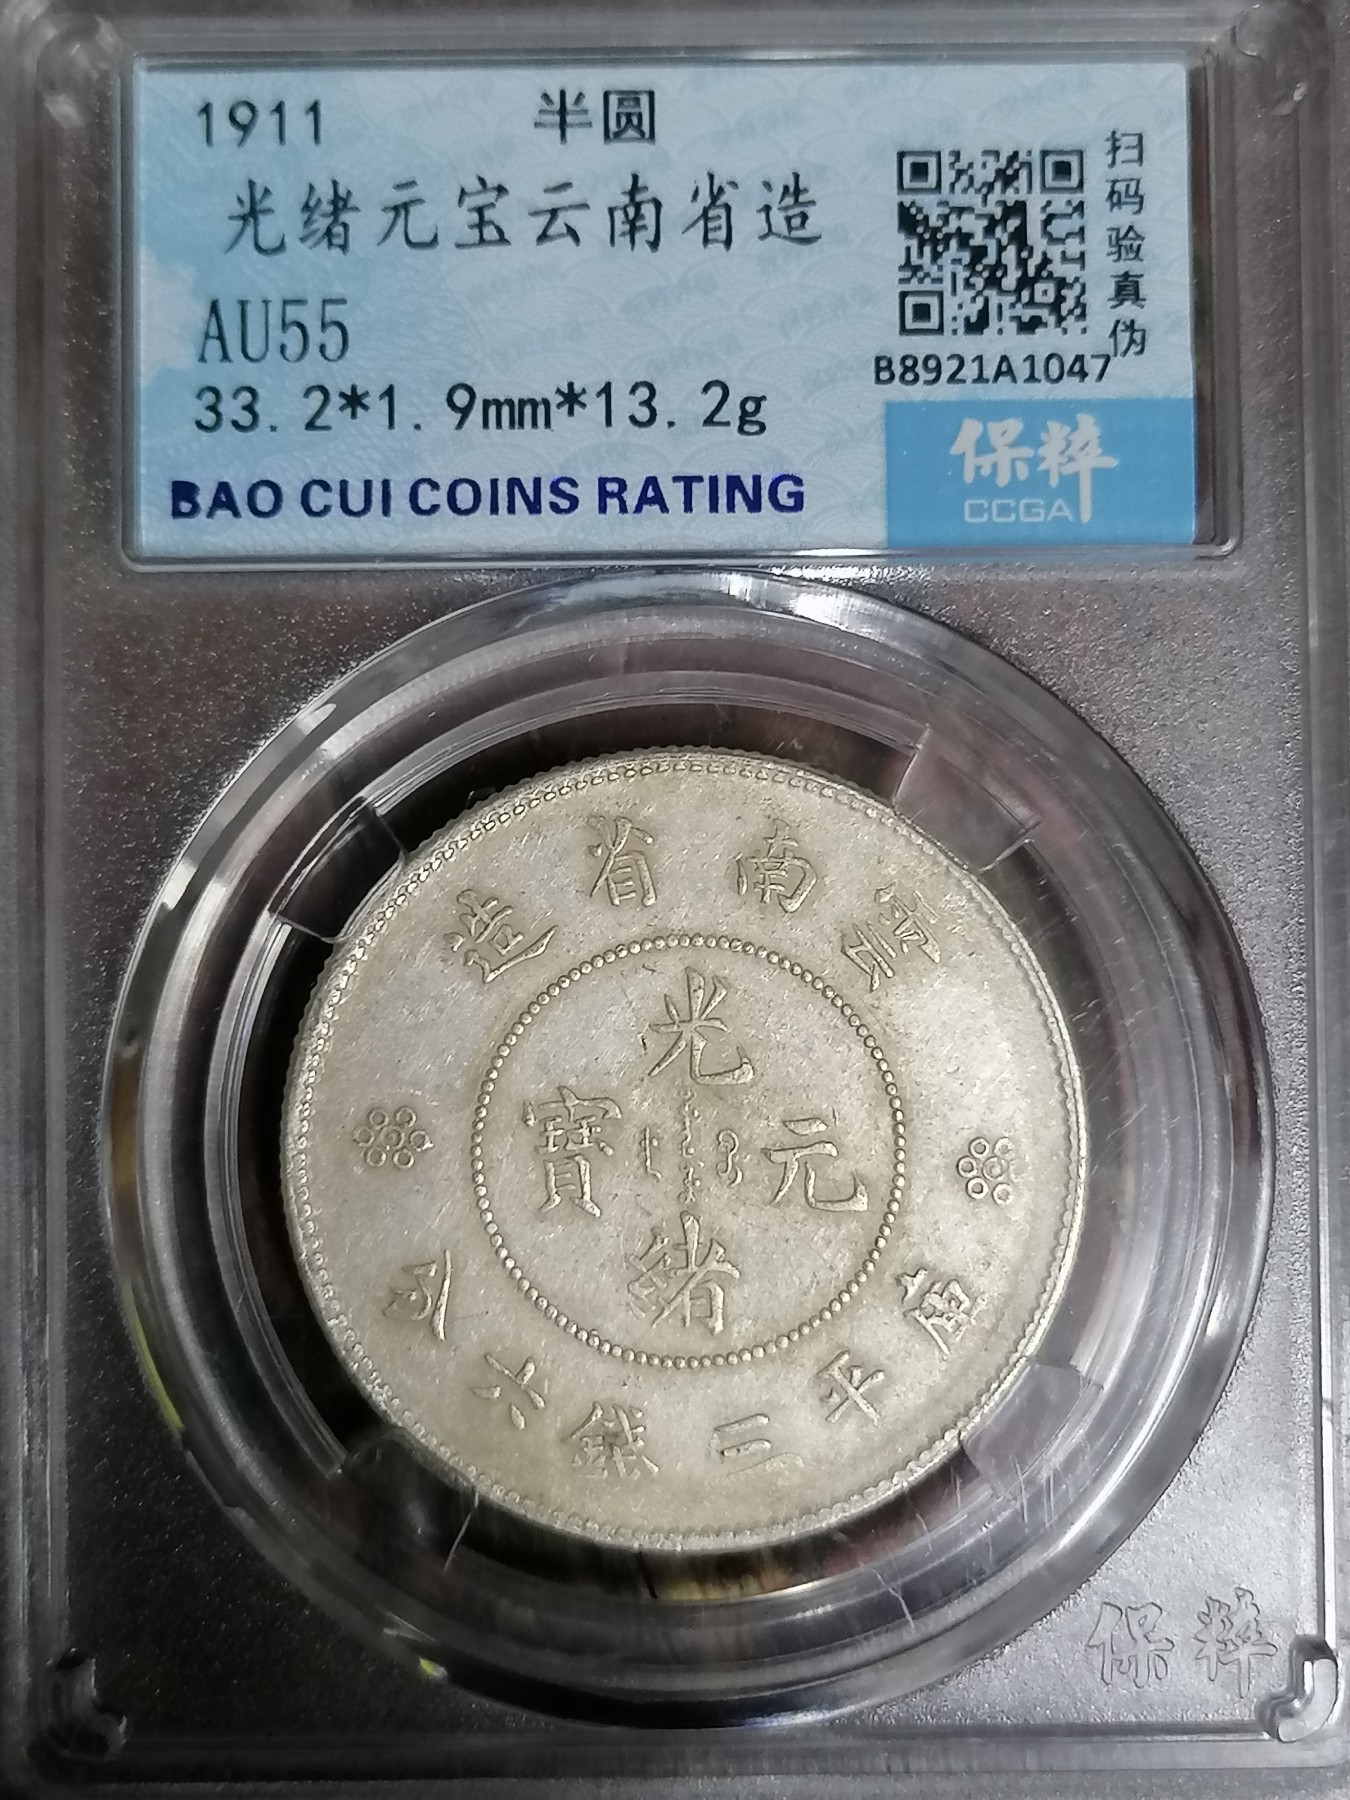 1911 半圆
光绪元宝云南省造
AU55
33.2*1.9mm*13.2g
BAO CUI COINS RATING
扫码验真伪
B8921A1047
保粹
CCGA
造省南雲
光
寶 元
緒
庫平三錢六分
保粹